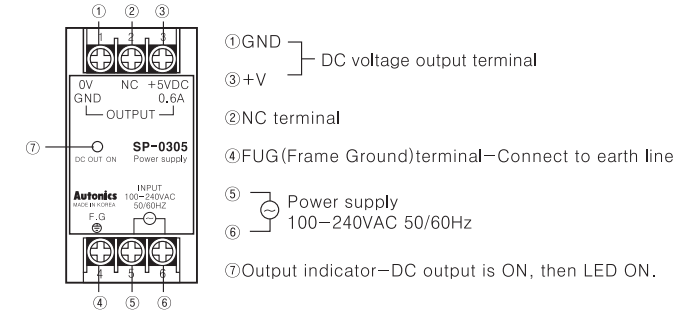 ① ② ③
1 2 3
0V NC +5VDC
GND 0.6A
OUTPUT
⑦
DC OUT ON
SP-0305
Power supply
Autonics
MADE IN KOREA
INPUT
100-240VAC
50/60HZ
F.G
4 5 6
④ ⑤ ⑥
①GND
③+V
DC voltage output terminal
②NC terminal
④FUG(Frame Ground)terminal-Connect to earth line
⑤
⑥
Power supply
100-240VAC 50/60Hz
⑦Output indicator-DC output is ON, then LED ON.